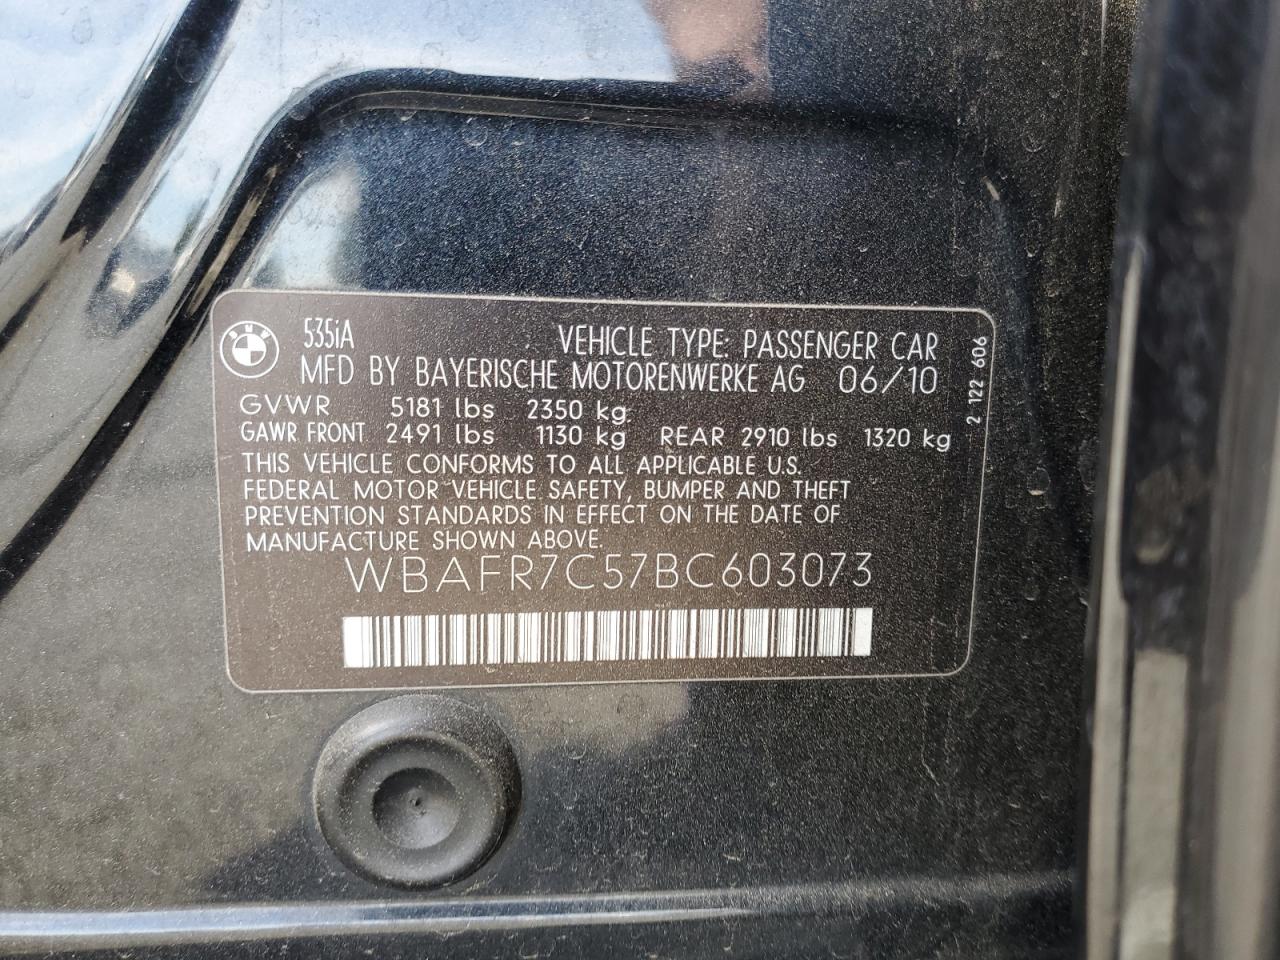 BMW
535iA VEHICLE TYPE: PASSENGER CAR
MFD BY BAYERISCHE MOTORENWERKE AG 06/10
GVWR 5181 lbs 2350 kg
GAWR FRONT 2491 lbs 1130 kg REAR 2910 lbs 1320 kg
THIS VEHICLE CONFORMS TO ALL APPLICABLE U.S.
FEDERAL MOTOR VEHICLE SAFETY, BUMPER AND THEFT
PREVENTION STANDARDS IN EFFECT ON THE DATE OF
MANUFACTURE SHOWN ABOVE.
WBAFR7C57BC603073
2 122 606